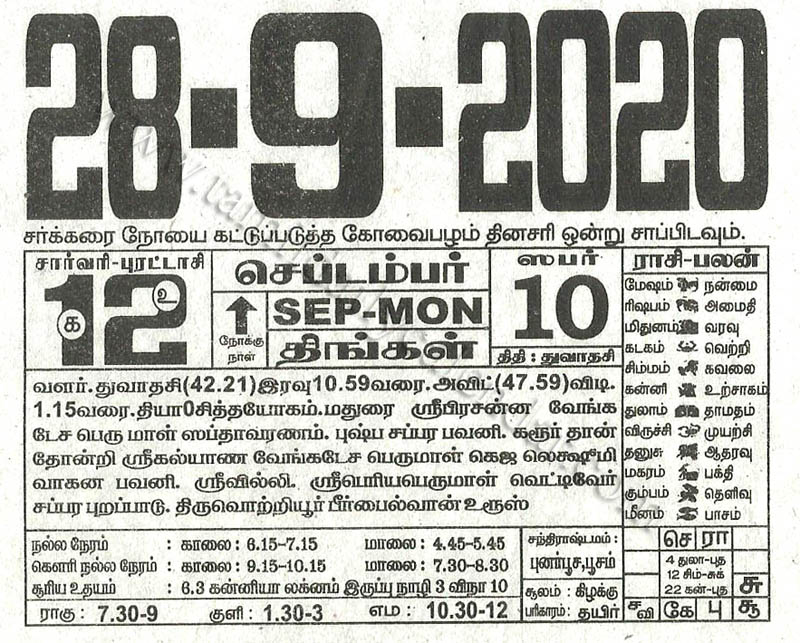 28-9-2020
சர்க்கரை நோயை கட்டுப்படுத்த கோவைபழம் தினசரி ஒன்று சாப்பிடவும்.
சார்வரி-புரட்டாசி
க 12 உ
செப்டம்பர்
நோக்கு நாள்
SEP-MON
திங்கள்
ஸபர்
10
திதி : துவாதசி
ராசி-பலன்
மேஷம் நன்மை
ரிஷபம் அமைதி
மிதுனம் வரவு
கடகம் வெற்றி
சிம்மம் கவலை
கன்னி உற்சாகம்
துலாம் தாமதம்
விருச்சி முயற்சி
தனுசு ஆதரவு
மகரம் பக்தி
கும்பம் தெளிவு
மீனம் பாசம்
வளர்.துவாதசி(42.21)இரவு10.59வரை.அவிட்(47.59)விடி.
1.15வரை.தியா0சித்தயோகம்.மதுரை ஸ்ரீபிரசன்ன வேங்க
டேச பெரு மாள் ஸப்தாவரணம். புஷ்ப சப்பர பவனி. கரூர் தான்
தோன்றி ஸ்ரீகல்யாண வேங்கடேச பெருமாள் கெஜ லெக்ஷூமி
வாகன பவனி. ஸ்ரீவில்லி. ஸ்ரீபெரியபெருமாள் வெட்டிவேர்
சப்பர புறப்பாடு. திருவொற்றியூர் பீர்பைல்வான் உரூஸ்
நல்ல நேரம் : காலை : 6.15-7.15 மாலை : 4.45-5.45
கௌரி நல்ல நேரம் : காலை : 9.15-10.15 மாலை : 7.30-8.30
சூரிய உதயம் : 6.3 கன்னியா லக்னம் இருப்பு நாழி 3 விநா 10
ராகு : 7.30-9 குளி : 1.30-3 எம : 10.30-12
சந்திராஷ்டமம் :
புனர்பூச,பூசம்
சூலம் : கிழக்கு
பரிகாரம் : தயிர்
செ ரா
4 துலா-புத
12 சிம்-சுக்
22 கன்-புத
சு
ச வி கே பு சூ